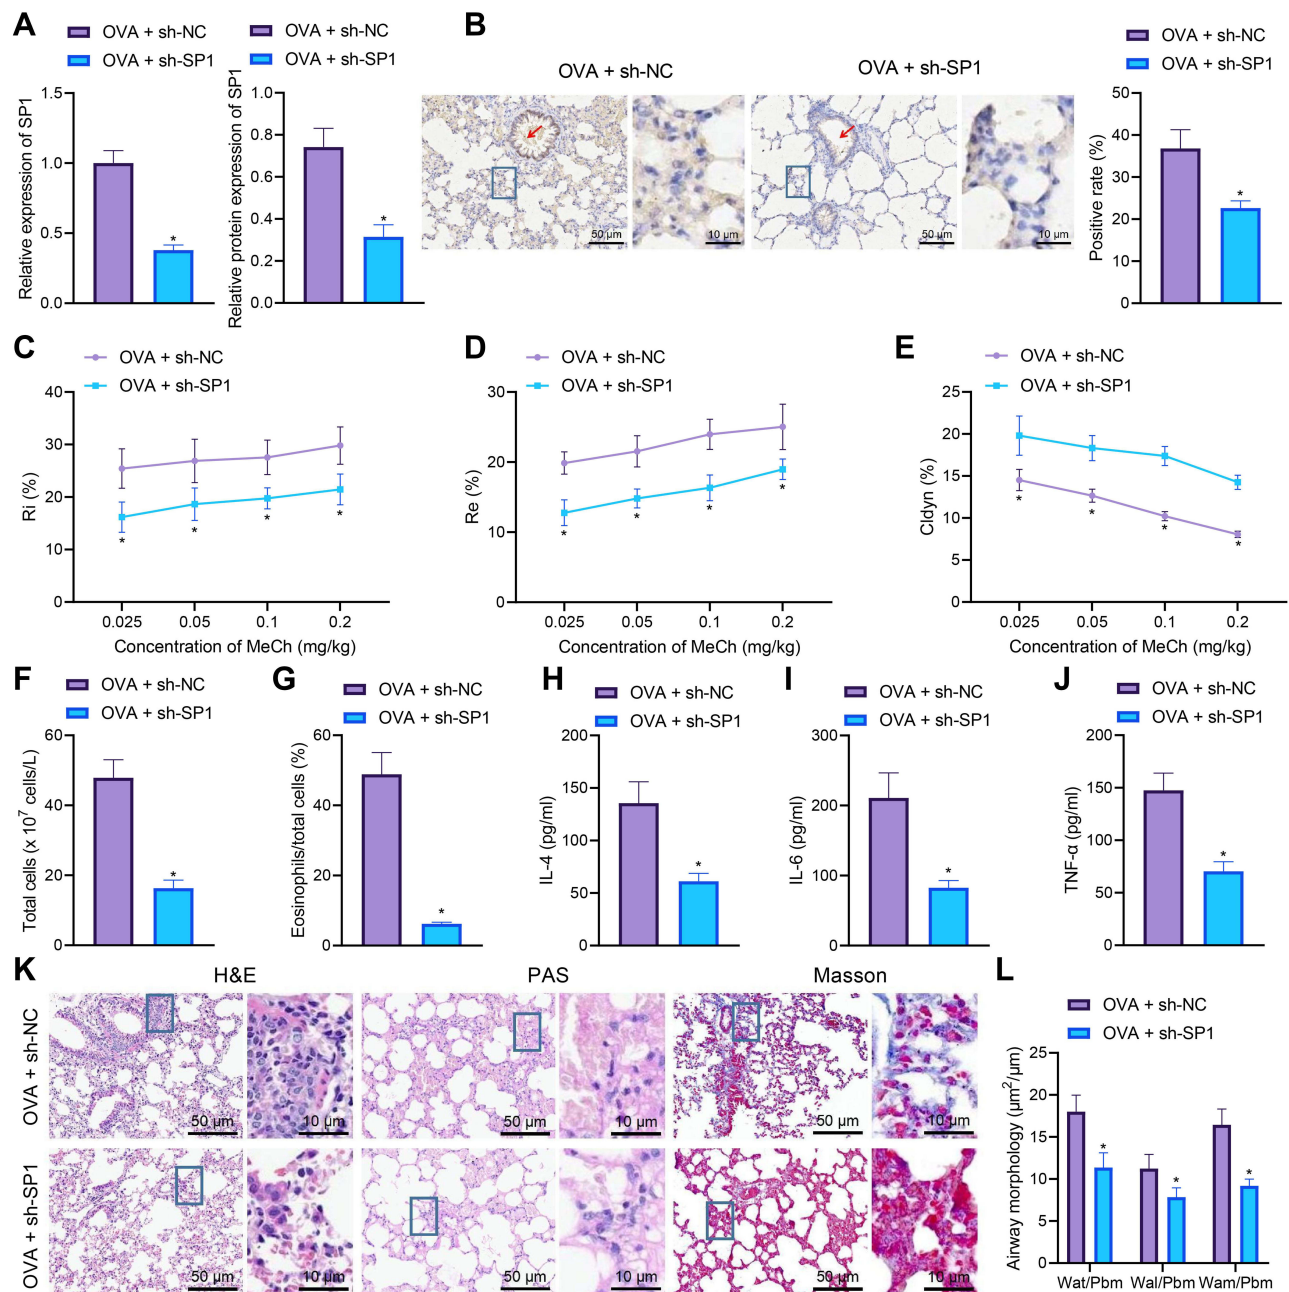 A
OVA + sh-NC
OVA + sh-SP1
Relative expression of SP1
1.5
1.0
0.5
0.0
*
OVA + sh-NC
OVA + sh-SP1
Relative protein expression of SP1
1.0
0.8
0.6
0.4
0.2
0.0
*
B
OVA + sh-NC
OVA + sh-SP1
50 μm
10 μm
50 μm
10 μm
OVA + sh-NC
OVA + sh-SP1
Positive rate (%)
50
40
30
20
10
0
*
C
OVA + sh-NC
OVA + sh-SP1
Ri (%)
40
30
20
10
0
* * * *
0.025 0.05 0.1 0.2
Concentration of MeCh (mg/kg)
D
OVA + sh-NC
OVA + sh-SP1
Re (%)
30
20
10
0
* * * *
0.025 0.05 0.1 0.2
Concentration of MeCh (mg/kg)
E
OVA + sh-NC
OVA + sh-SP1
Cldyn (%)
25
20
15
10
5
0
* * * *
0.025 0.05 0.1 0.2
Concentration of MeCh (mg/kg)
F
OVA + sh-NC
OVA + sh-SP1
Total cells (x 10⁷ cells/L)
60
40
20
0
*
G
OVA + sh-NC
OVA + sh-SP1
Eosinophils/total cells (%)
60
40
20
0
*
H
OVA + sh-NC
OVA + sh-SP1
IL-4 (pg/ml)
200
150
100
50
0
*
I
OVA + sh-NC
OVA + sh-SP1
IL-6 (pg/ml)
300
200
100
0
*
J
OVA + sh-NC
OVA + sh-SP1
TNF-α (pg/ml)
200
150
100
50
0
*
K
H&E PAS Masson
OVA + sh-NC
50 μm 10 μm 50 μm 10 μm 50 μm 10 μm
OVA + sh-SP1
50 μm 10 μm 50 μm 10 μm 50 μm 10 μm
L
OVA + sh-NC
OVA + sh-SP1
Airway morphology (μm²/μm)
25
20
15
10
5
0
* * *
Wat/Pbm Wal/Pbm Wam/Pbm